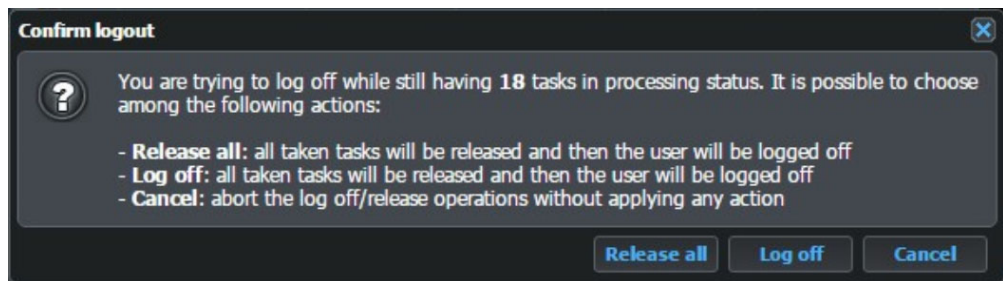 Confirm logout
You are trying to log off while still having 18 tasks in processing status. It is possible to choose
among the following actions:
- Release all: all taken tasks will be released and then the user will be logged off
- Log off: all taken tasks will be released and then the user will be logged off
- Cancel: abort the log off/release operations without applying any action
Release all Log off Cancel